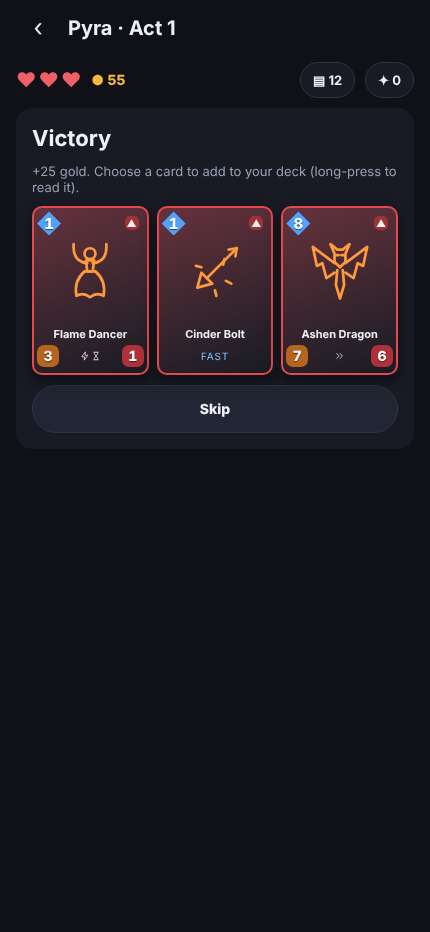 Pyra · Act 1
55
12
0
Victory
+25 gold. Choose a card to add to your deck (long-press to
read it).
1
1
8
Flame Dancer
Cinder Bolt
Ashen Dragon
3
1
FAST
7
6
Skip